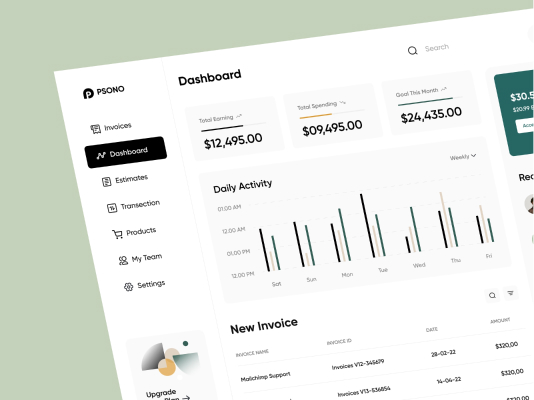 PSONO
Invoices
Dashboard
Estimates
Transection
Products
My Team
Settings
Upgrade
Dashboard
Search
Total Earning
$12,495.00
Total Spending
$09,495.00
Goal This Month
$24,435.00
$30.5
$20.99
Daily Activity
Weekly
01.00 AM
12.00 AM
01.00 PM
12.00 PM
Sat
Sun
Mon
Tue
Wed
Thu
Fri
New Invoice
INVOICE NAME
INVOICE ID
DATE
AMOUNT
Mailchimp Support
Invoices V12-345679
28-02-22
$320,00
Invoices V13-536854
14-06-22
$320,00
$720,00